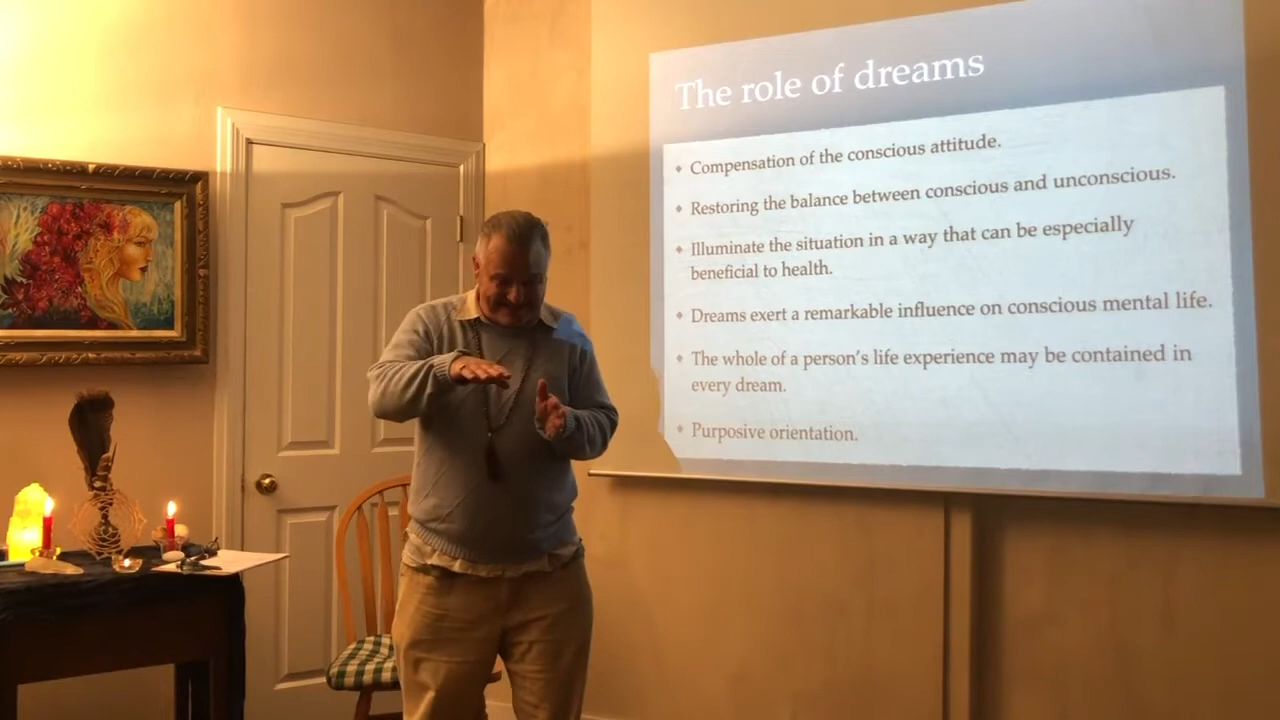 The role of dreams
Compensation of the conscious attitude.
Restoring the balance between conscious and unconscious.
Illuminate the situation in a way that can be especially
beneficial to health.
Dreams exert a remarkable influence on conscious mental life.
The whole of a person's life experience may be contained in
every dream.
Purposive orientation.